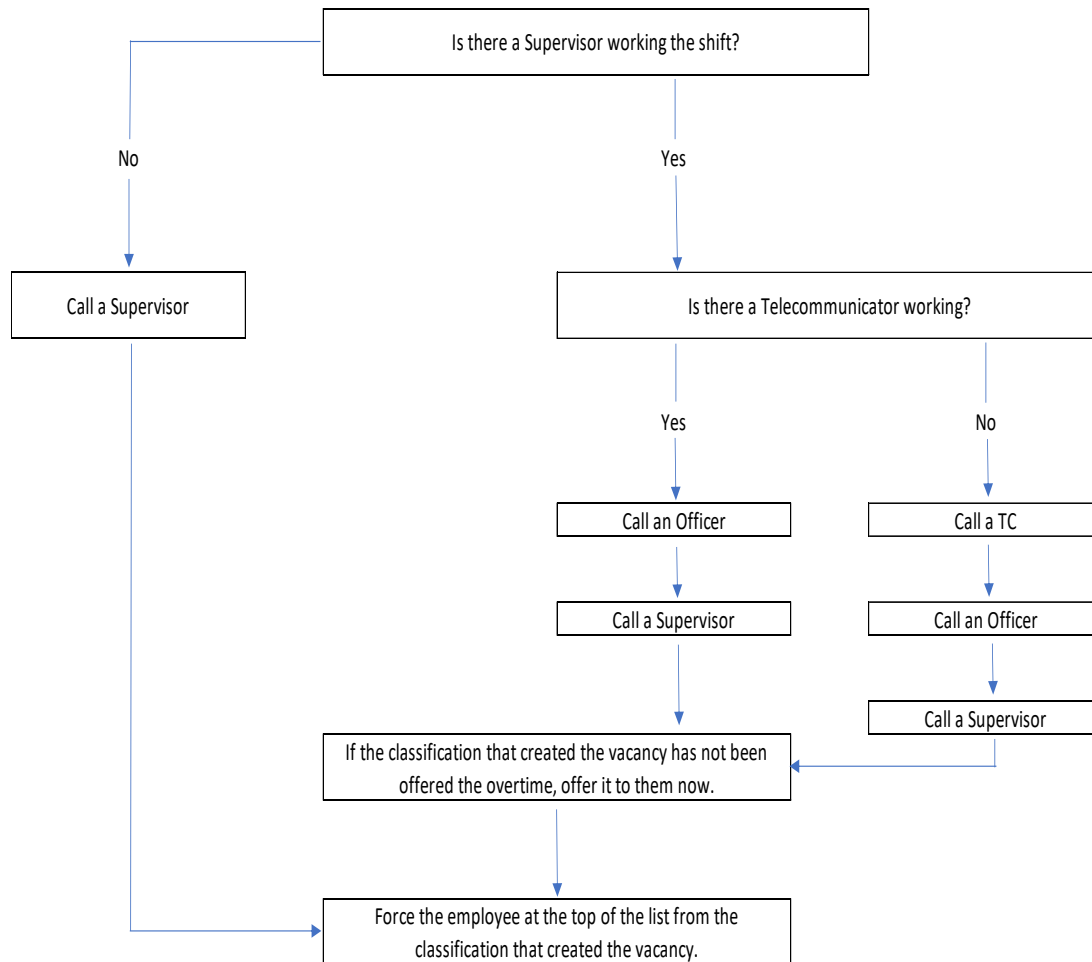 Is there a Supervisor working the shift?
No
Yes
Call a Supervisor
Is there a Telecommunicator working?
Yes
No
Call an Officer
Call a TC
Call a Supervisor
Call an Officer
Call a Supervisor
If the classification that created the vacancy has not been
offered the overtime, offer it to them now.
Force the employee at the top of the list from the
classification that created the vacancy.